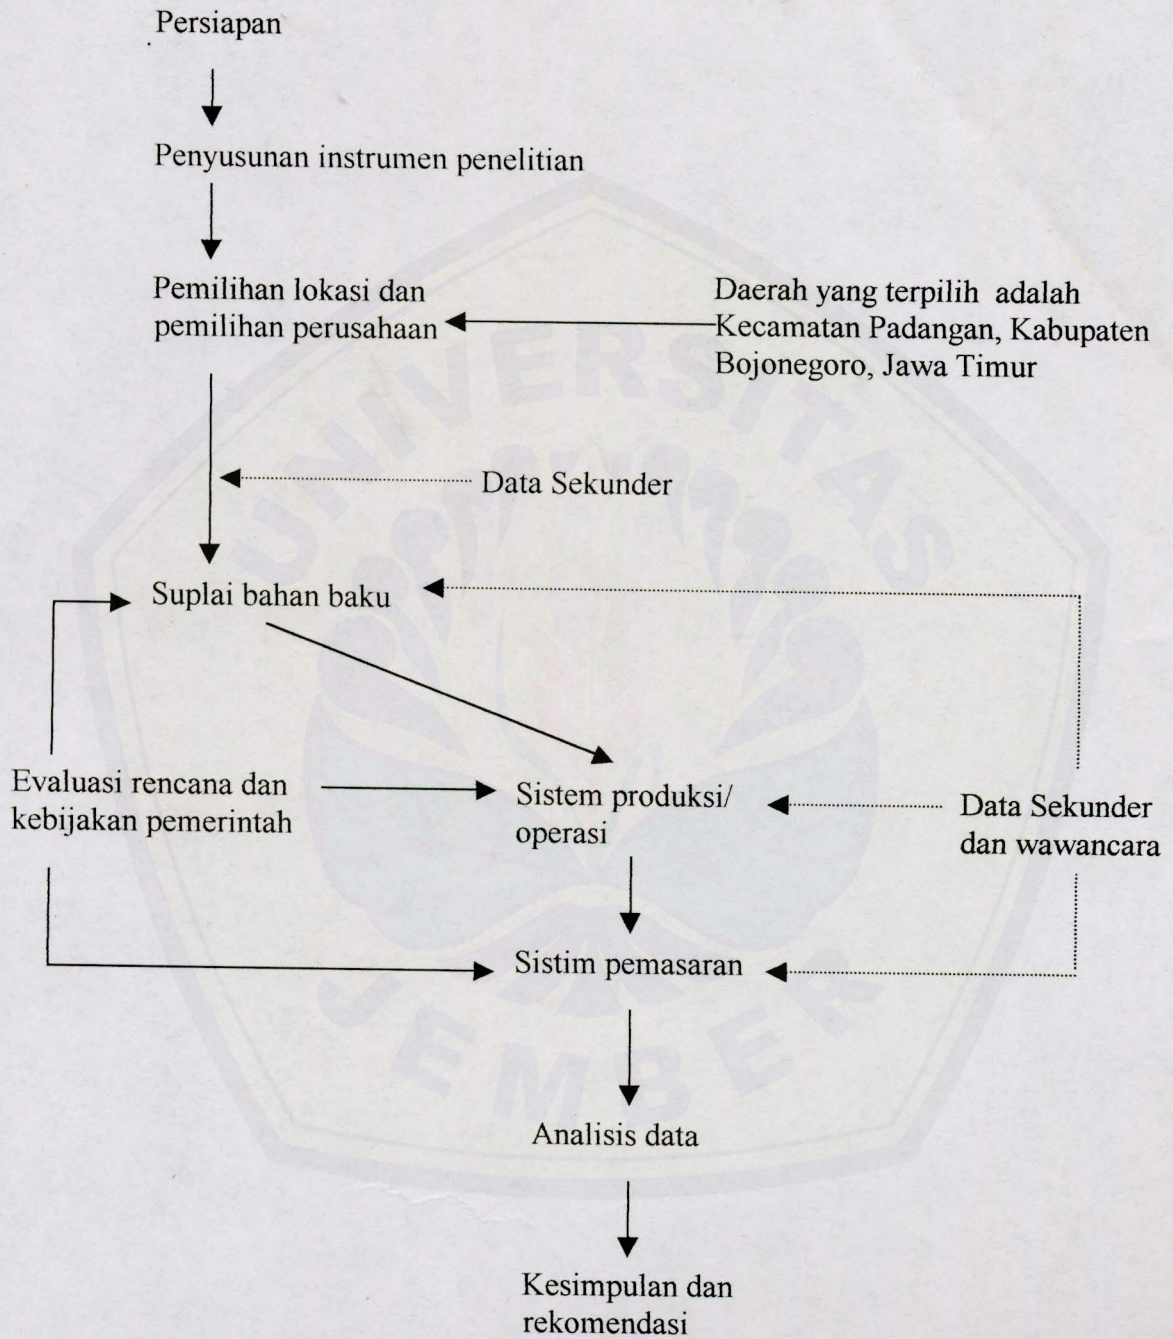 Persiapan
Penyusunan instrumen penelitian
Pemilihan lokasi dan
pemilihan perusahaan
Daerah yang terpilih adalah
Kecamatan Padangan, Kabupaten
Bojonegoro, Jawa Timur
Data Sekunder
Suplai bahan baku
Evaluasi rencana dan
kebijakan pemerintah
Sistem produksi/
operasi
Data Sekunder
dan wawancara
Sistim pemasaran
Analisis data
Kesimpulan dan
rekomendasi
UNIVERSITAS
JEMBER